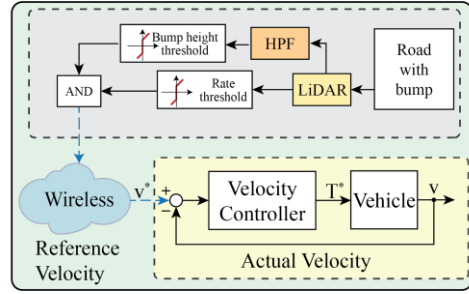 Bump height
threshold
HPF
Road
with
bump
AND
Rate
threshold
LiDAR
Wireless
v*
+
−
Velocity
Controller
T*
Vehicle
v
Reference
Velocity
Actual Velocity